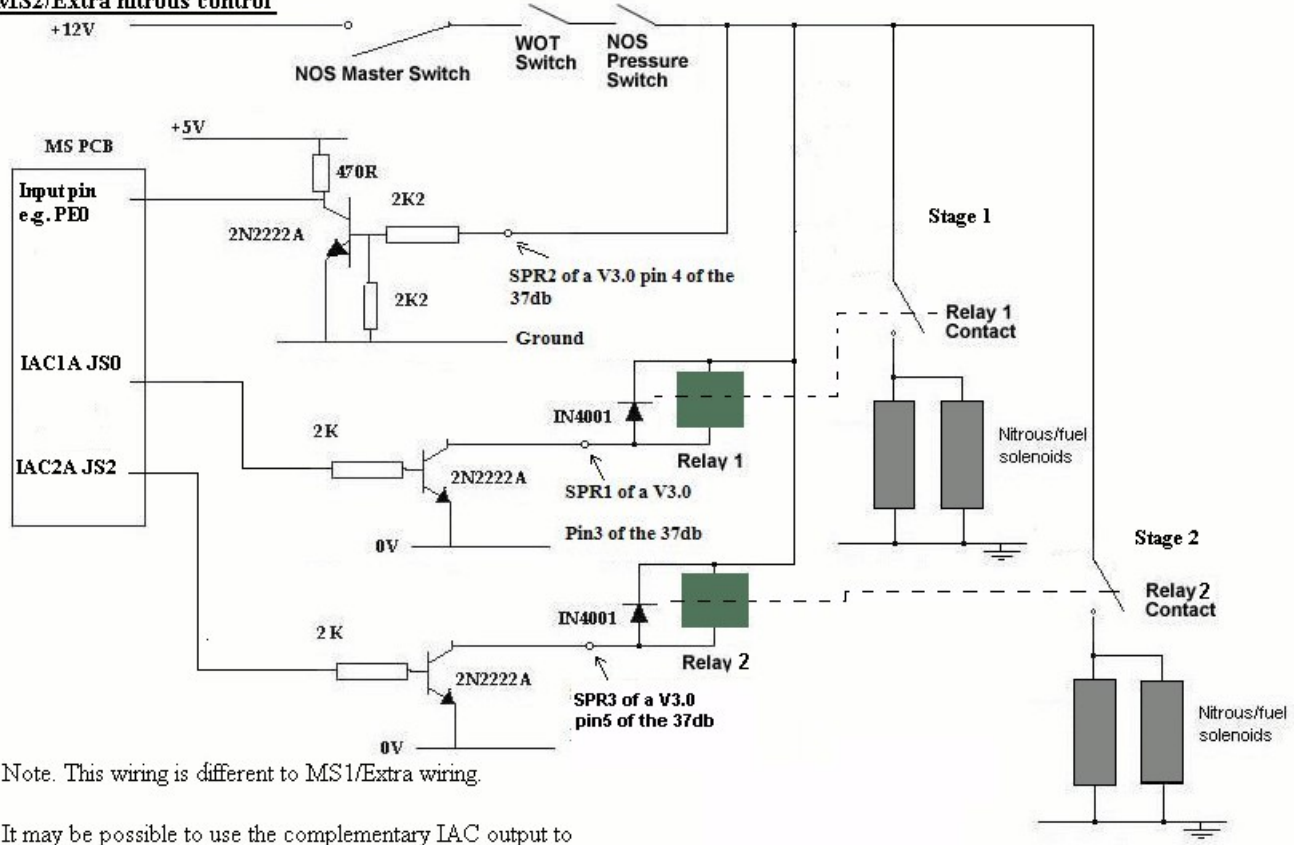 MS2/Extra nitrous control
+12V
NOS Master Switch
WOT
Switch
NOS
Pressure
Switch
+5V
MS PCB
Input pin
e.g. PE0
470R
2K2
2N2222A
SPR2 of a V3.0 pin 4 of the
37db
2K2
Ground
Stage 1
Relay 1
Contact
IAC1A JS0
IN4001
2K
Relay 1
Nitrous/fuel
solenoids
IAC2A JS2
2N2222A
SPR1 of a V3.0
Pin3 of the 37db
0V
Stage 2
Relay 2
Contact
IN4001
2K
Relay 2
2N2222A
SPR3 of a V3.0
pin5 of the 37db
Nitrous/fuel
solenoids
0V
Note. This wiring is different to MS1/Extra wiring.
It may be possible to use the complementary IAC output to